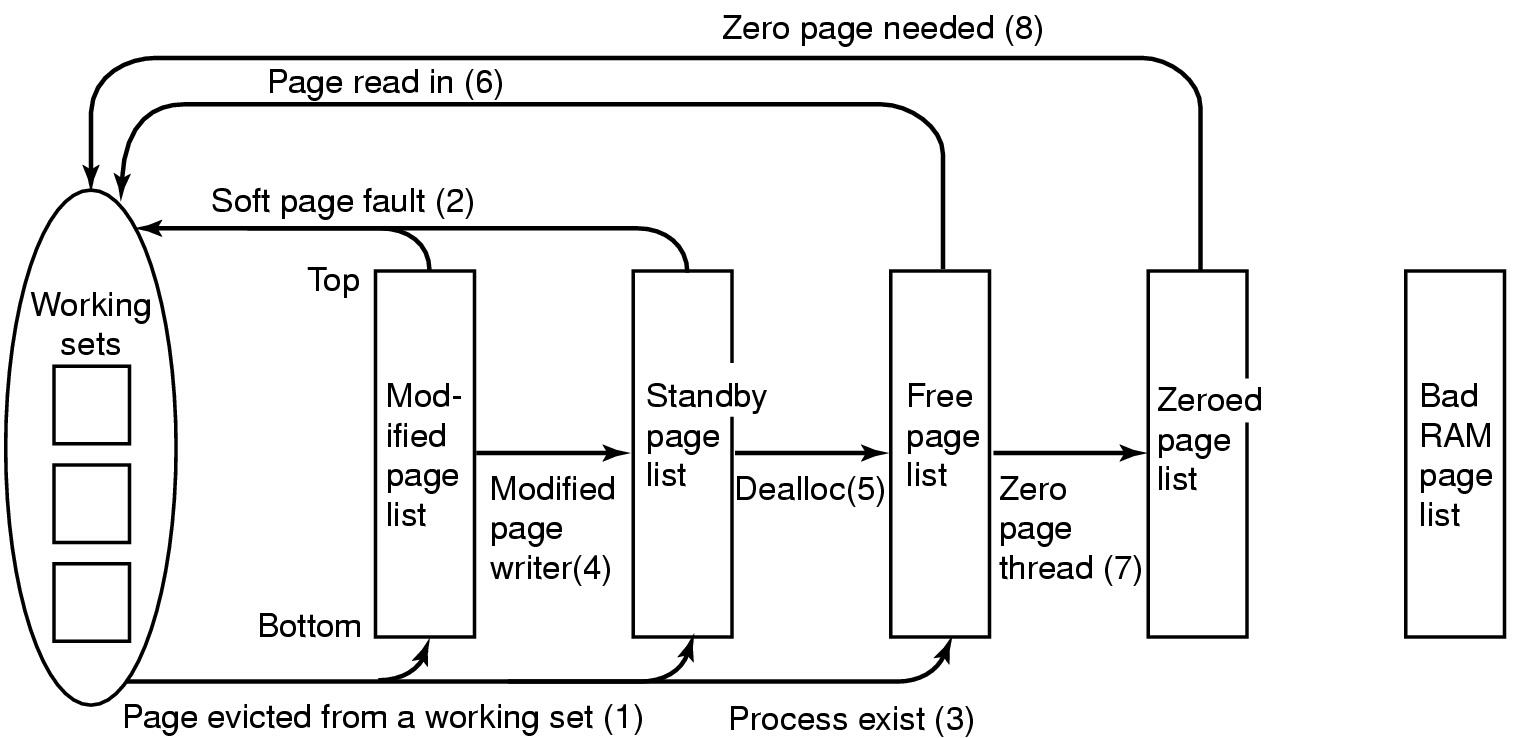 Zero page needed (8)
Page read in (6)
Soft page fault (2)
Top
Working
sets
Mod-
ified
page
list
Modified
page
writer(4)
Standby
page
list
Dealloc(5)
Free
page
list
Zero
page
thread (7)
Zeroed
page
list
Bad
RAM
page
list
Bottom
Page evicted from a working set (1)
Process exist (3)